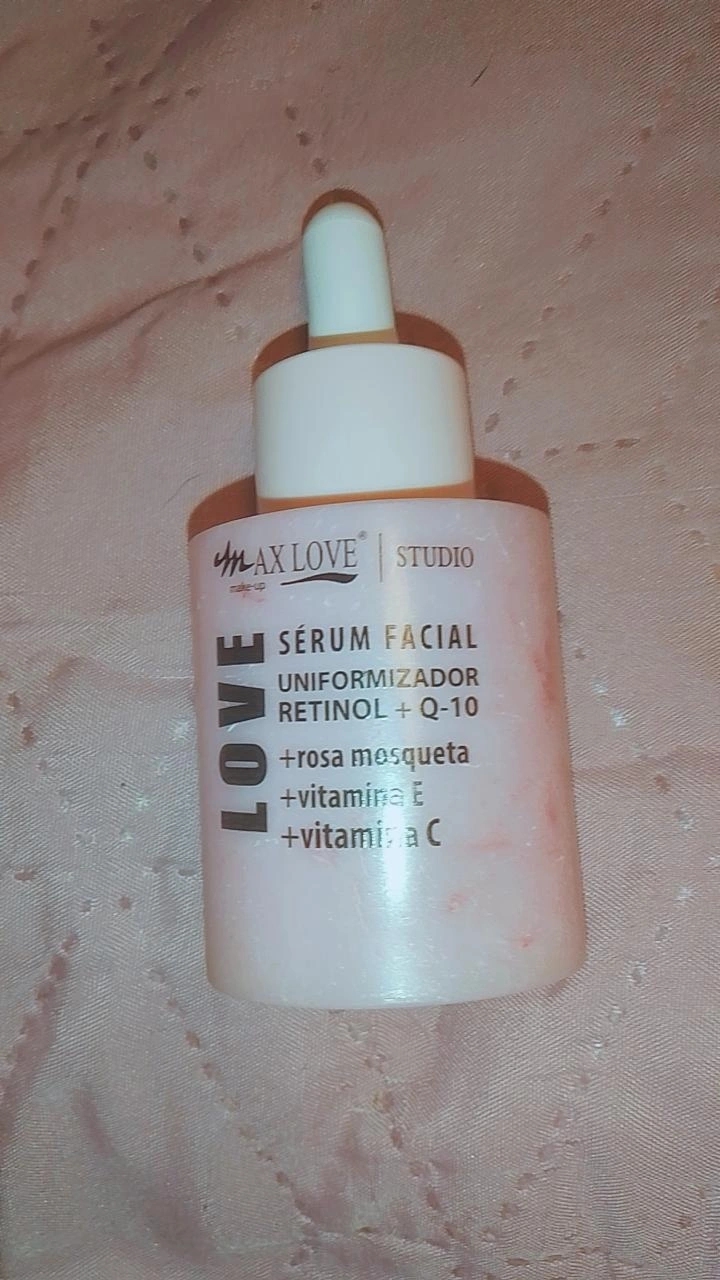 MAX LOVE® | STUDIO
make-up
LOVE
SÉRUM FACIAL
UNIFORMIZADOR
RETINOL + Q-10
+rosa mosqueta
+vitamina E
+vitamina C